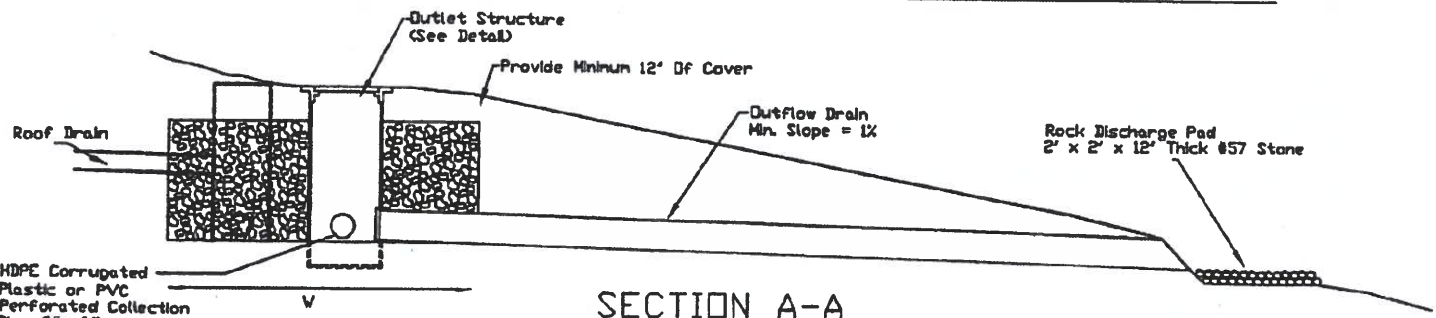 Outlet Structure
(See Detail)
Provide Minimum 12" Of Cover
Outflow Drain
Min. Slope = 1%
Roof Drain
Rock Discharge Pad
2' x 2' x 12" Thick #57 Stone
HDPE Corrugated
Plastic or PVC
Perforated Collection
W
SECTION A-A